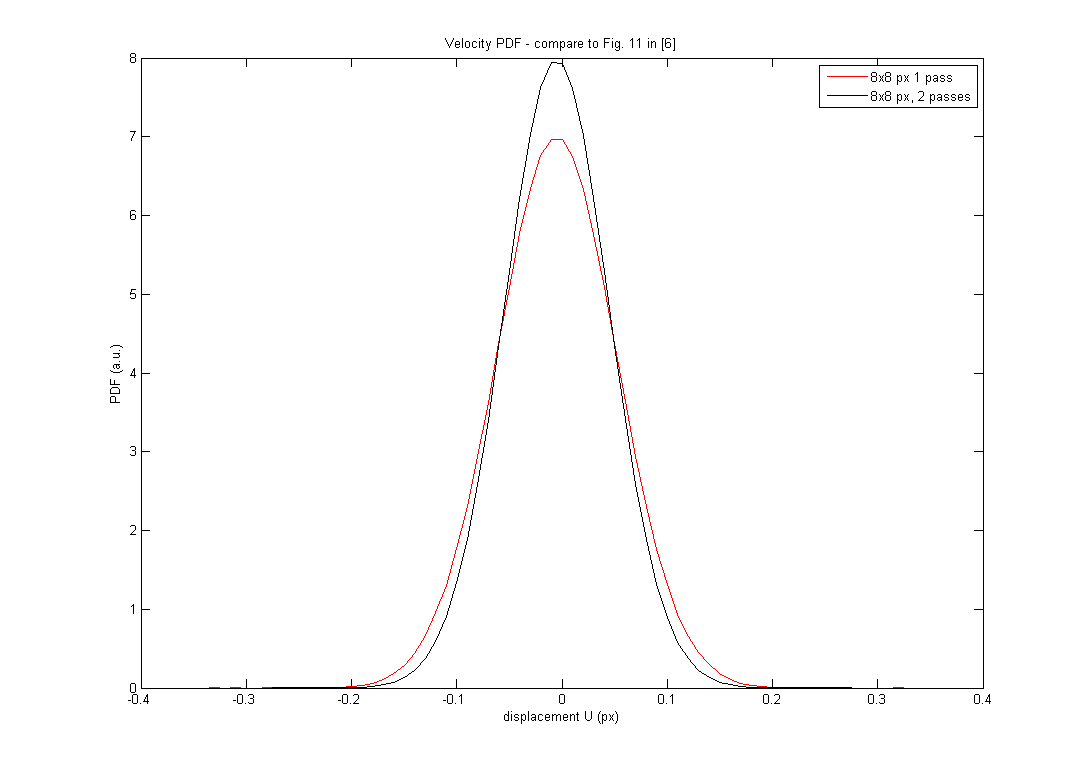 Velocity PDF - compare to Fig. 11 in [6]
8x8 px 1 pass
8x8 px, 2 passes
PDF (a.u.)
8
7
6
5
4
3
2
1
0
-0.4 -0.3 -0.2 -0.1 0 0.1 0.2 0.3 0.4
displacement U (px)